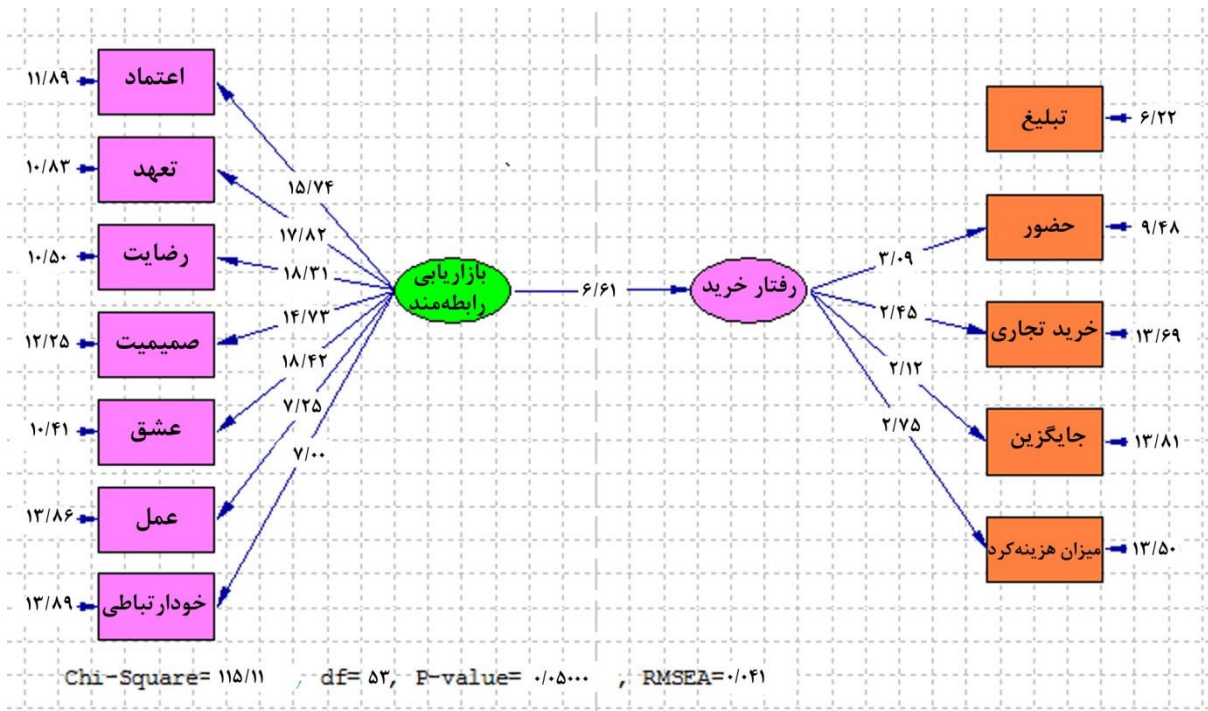 اعتماد
۱۱/۸۹
تعهد
۱۰/۸۳
رضایت
۱۰/۵۰
صمیمیت
۱۲/۲۵
عشق
۱۰/۴۱
عمل
۱۳/۸۶
خودارتباطی
۱۳/۸۹
۱۵/۷۴
۱۷/۸۲
۱۸/۳۱
۱۴/۷۳
۱۸/۴۲
۷/۲۵
۷/۰۰
بازاریابی
رابطه‌مند
۶/۶۱
رفتار خرید
۳/۰۹
۲/۴۵
۲/۱۲
۲/۷۵
تبلیغ
۶/۲۲
حضور
۹/۴۸
خرید تجاری
۱۳/۶۹
جایگزین
۱۳/۸۱
میزان هزینه‌کرد
۱۳/۵۰
Chi-Square= ۱۱۵/۱۱ , df= ۵۳, P-value= ۰/۰۵۰۰۰ , RMSEA=۰/۰۴۱